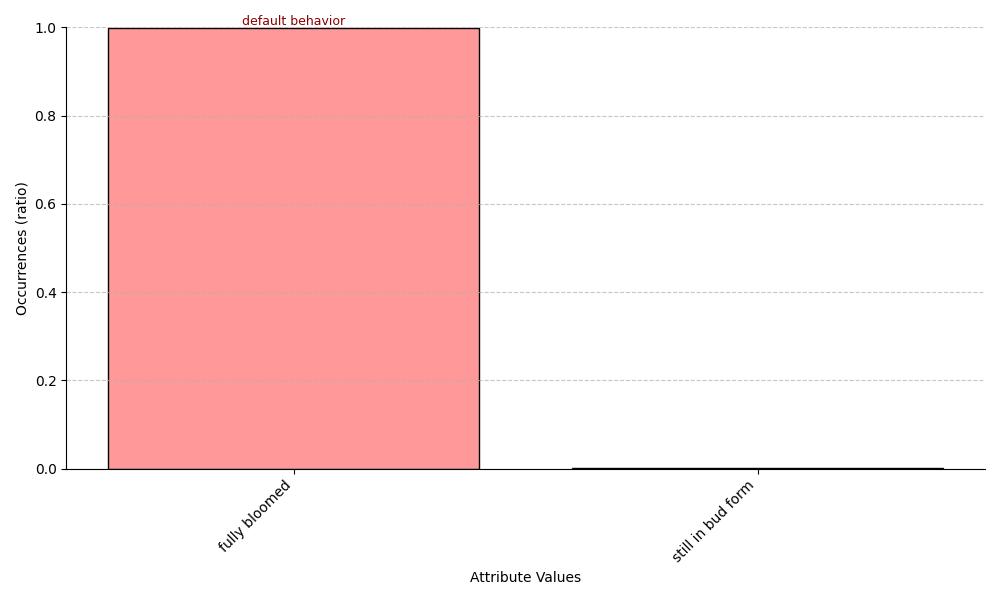 default behavior
1.0
0.8
0.6
0.4
0.2
0.0
Occurrences (ratio)
fully bloomed
still in bud form
Attribute Values